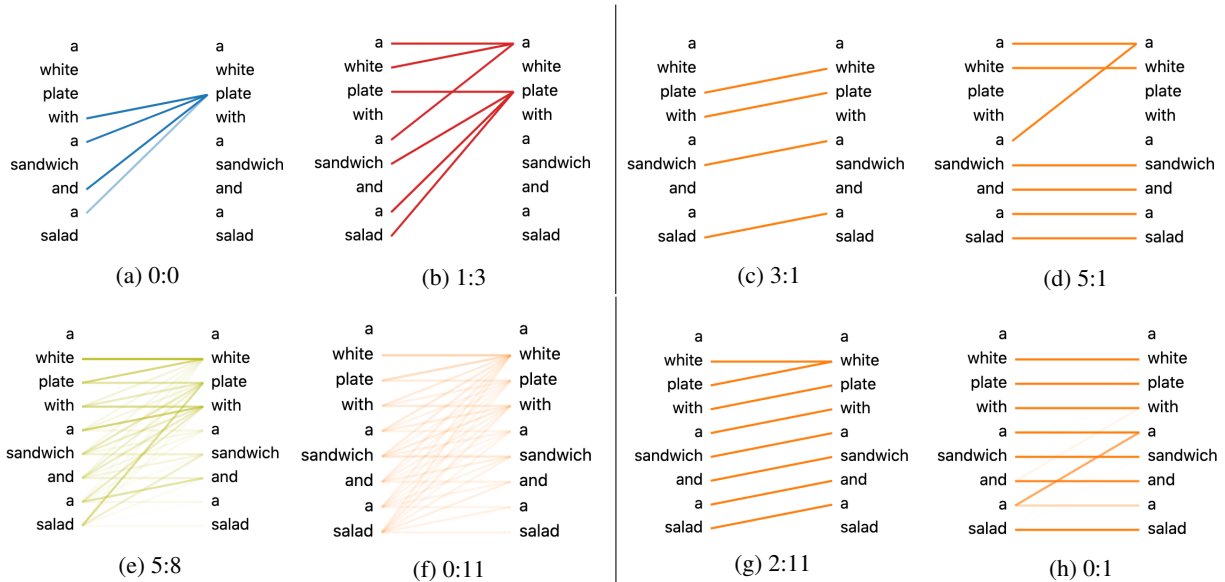 a a
white white
plate plate
with with
a a
sandwich sandwich
and and
a a
salad salad
(a) 0:0
a a
white white
plate plate
with with
a a
sandwich sandwich
and and
a a
salad salad
(b) 1:3
a a
white white
plate plate
with with
a a
sandwich sandwich
and and
a a
salad salad
(c) 3:1
a a
white white
plate plate
with with
a a
sandwich sandwich
and and
a a
salad salad
(d) 5:1
a a
white white
plate plate
with with
a a
sandwich sandwich
and and
a a
salad salad
(e) 5:8
a a
white white
plate plate
with with
a a
sandwich sandwich
and and
a a
salad salad
(f) 0:11
a a
white white
plate plate
with with
a a
sandwich sandwich
and and
a a
salad salad
(g) 2:11
a a
white white
plate plate
with with
a a
sandwich sandwich
and and
a a
salad salad
(h) 0:1